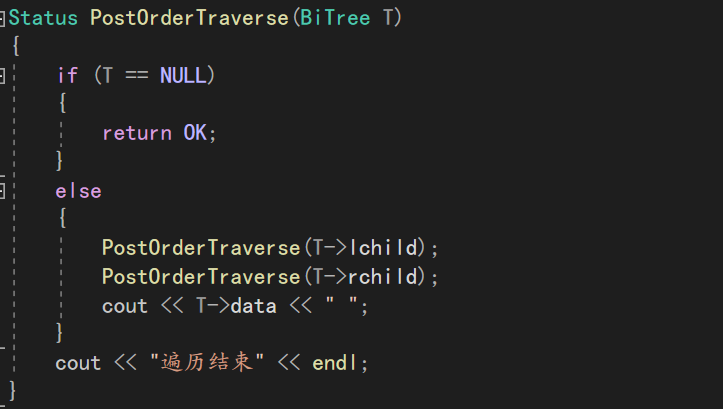 Status PostOrderTraverse(BiTree T)
{
if (T == NULL)
{
return OK;
}
else
{
PostOrderTraverse(T->lchild);
PostOrderTraverse(T->rchild);
cout << T->data << " ";
}
cout << "遍历结束" << endl;
}